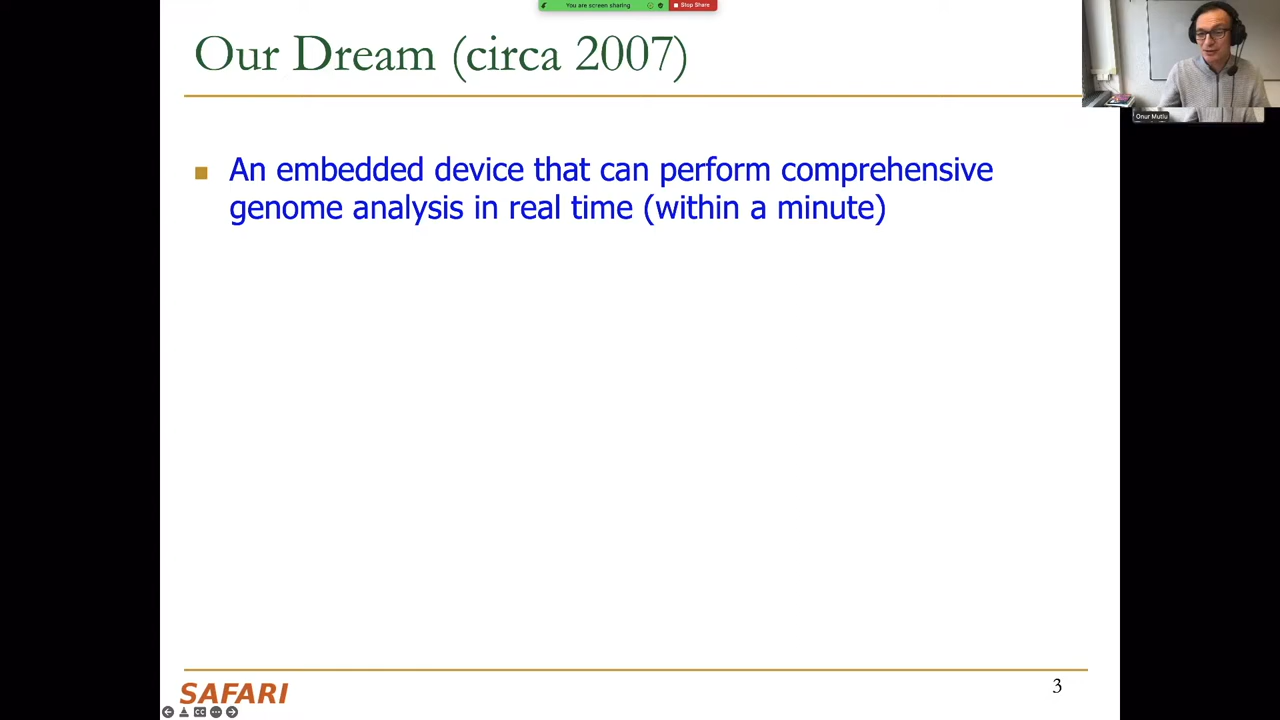 You are screen sharing
Stop Share
Our Dream (circa 2007)
Onur Mutlu
An embedded device that can perform comprehensive
genome analysis in real time (within a minute)
SAFARI
3
CC